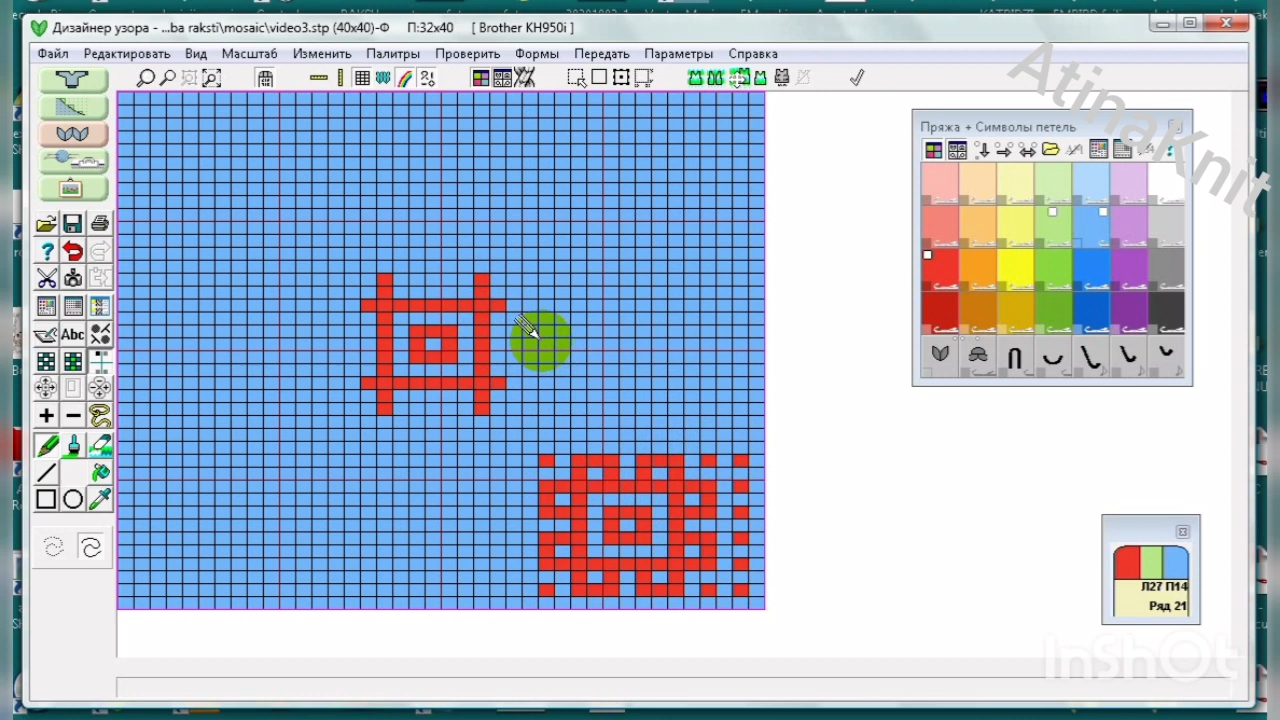 Дизайнер узора - ...ba raksti\mosaic\video3.stp (40x40)-Ф П:32x40 [ Brother KH950i ]
Файл Редактировать Вид Масштаб Изменить Палитры Проверить Формы Передать Параметры Справка
AtinaKnit
Пряжа + Символы петель
Abc
Л27 П14
Ряд 21
InShOt